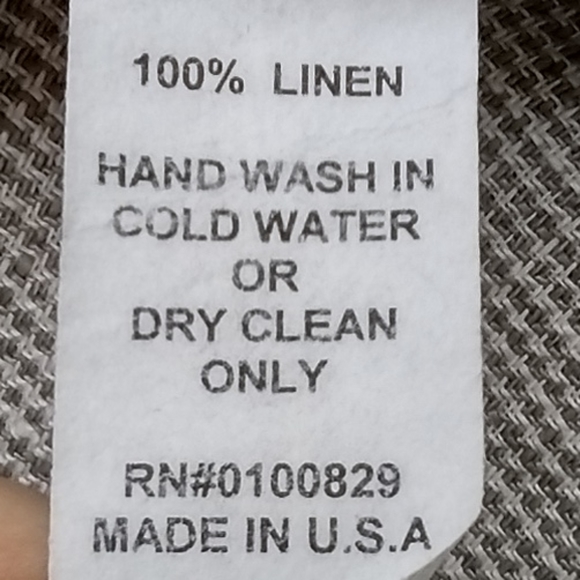 100% LINEN
HAND WASH IN
COLD WATER
OR
DRY CLEAN
ONLY
RN#0100829
MADE IN U.S.A